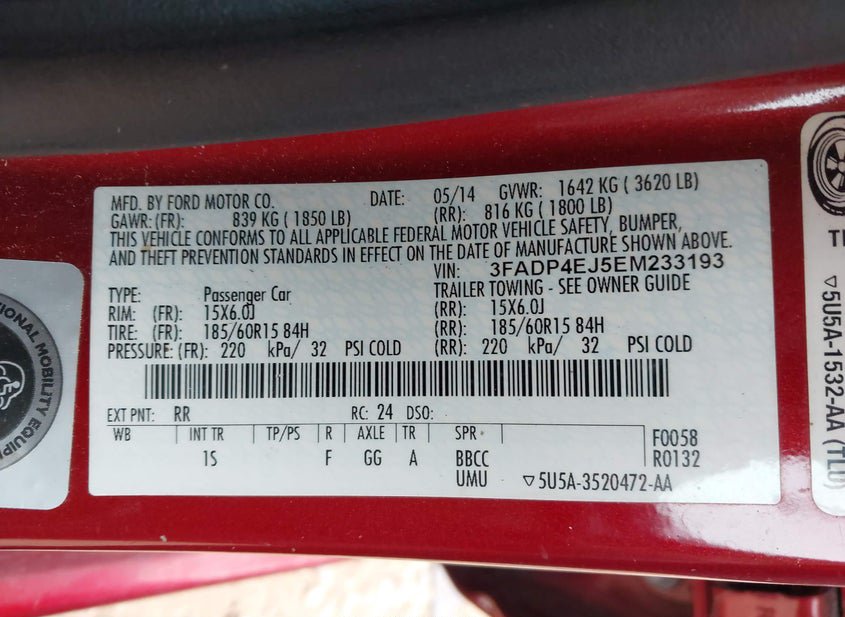 MFD. BY FORD MOTOR CO. DATE: 05/14 GVWR: 1642 KG ( 3620 LB)
GAWR: (FR): 839 KG ( 1850 LB) (RR): 816 KG ( 1800 LB)
THIS VEHICLE CONFORMS TO ALL APPLICABLE FEDERAL MOTOR VEHICLE SAFETY, BUMPER,
AND THEFT PREVENTION STANDARDS IN EFFECT ON THE DATE OF MANUFACTURE SHOWN ABOVE.
VIN: 3FADP4EJ5EM233193
TYPE: Passenger Car TRAILER TOWING - SEE OWNER GUIDE
RIM: (FR): 15X6.0J (RR): 15X6.0J
TIRE: (FR): 185/60R15 84H (RR): 185/60R15 84H
PRESSURE: (FR): 220 kPa/ 32 PSI COLD (RR): 220 kPa/ 32 PSI COLD
EXT PNT: RR RC: 24 DSO:
WB INT TR TP/PS R AXLE TR SPR F0058
1S F GG A BBCC R0132
UMU ▽5U5A-3520472-AA
MOBILITY
▽5U5A-1532-AA (TLU)